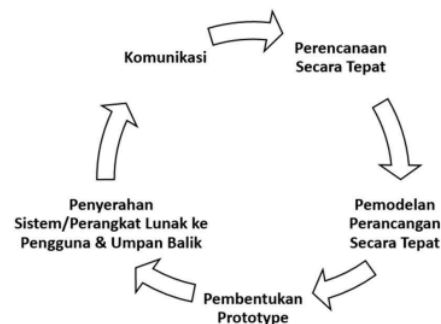 Komunikasi
Perencanaan
Secara Tepat
Pemodelan
Perancangan
Secara Tepat
Pembentukan
Prototype
Penyerahan
Sistem/Perangkat Lunak ke
Pengguna & Umpan Balik